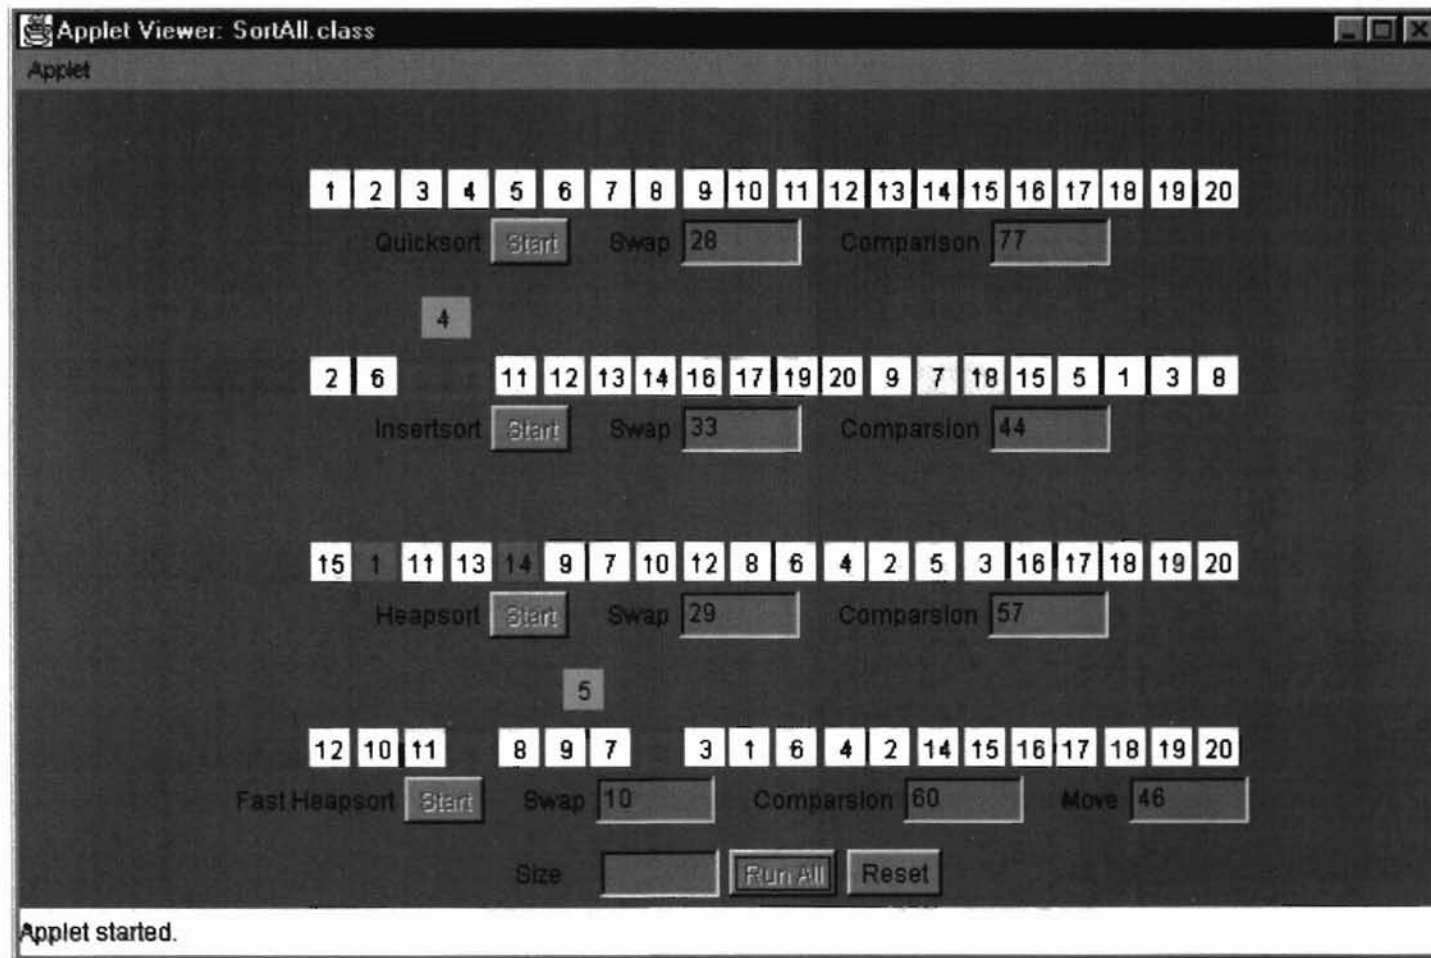 Applet Viewer: SortAll.class
Applet
1 2 3 4 5 6 7 8 9 10 11 12 13 14 15 16 17 18 19 20
Quicksort Start Swap 28 Comparison 77
4
2 6 11 12 13 14 16 17 19 20 9 7 18 15 5 1 3 8
Insertsort Start Swap 33 Comparsion 44
15 1 11 13 14 9 7 10 12 8 6 4 2 5 3 16 17 18 19 20
Heapsort Start Swap 29 Comparsion 57
5
12 10 11 8 9 7 3 1 6 4 2 14 15 16 17 18 19 20
Fast Heapsort Start Swap 10 Comparsion 60 Move 46
Size Run All Reset
Applet started.